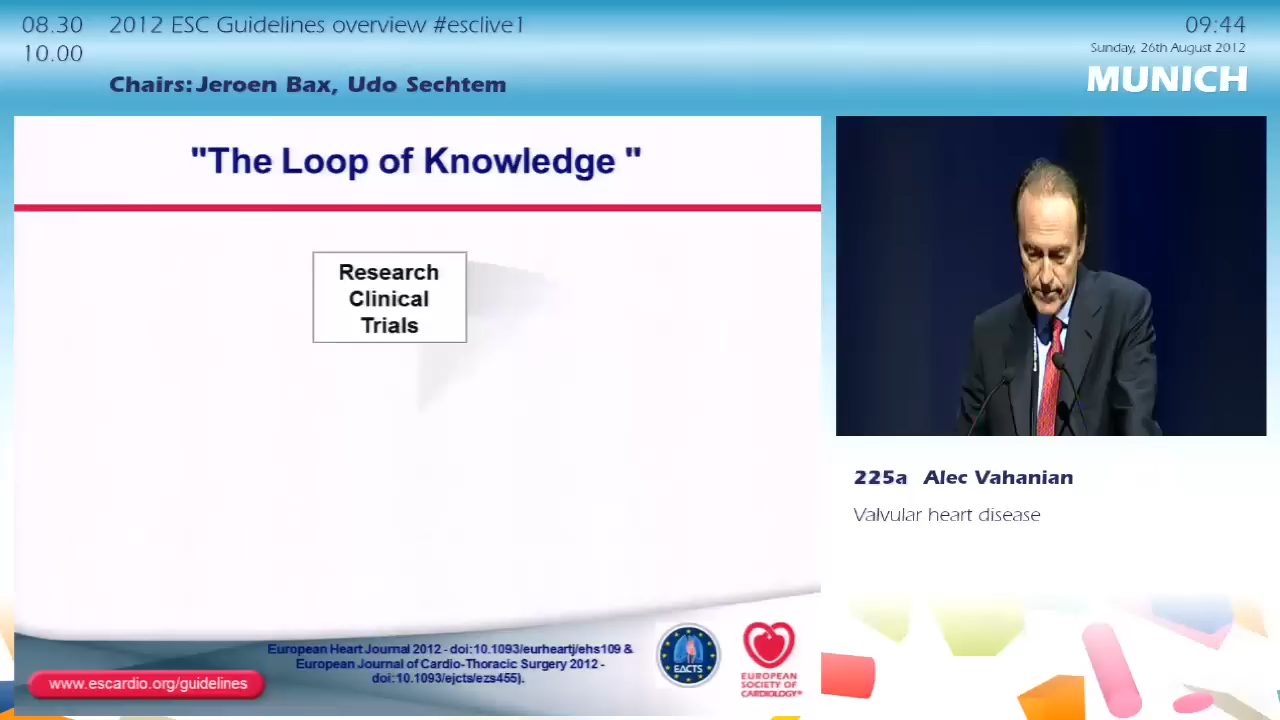 08.30 2012 ESC Guidelines overview #esclive1
10.00
Chairs: Jeroen Bax, Udo Sechtem
09:44
Sunday, 26th August 2012
MUNICH
"The Loop of Knowledge "
Research
Clinical
Trials
225a Alec Vahanian
Valvular heart disease
www.escardio.org/guidelines
European Heart Journal 2012 - doi:10.1093/eurheartj/ehs109 &
European Journal of Cardio-Thoracic Surgery 2012 -
doi:10.1093/ejcts/ezs455).
EACTS
EUROPEAN
SOCIETY OF
CARDIOLOGY®